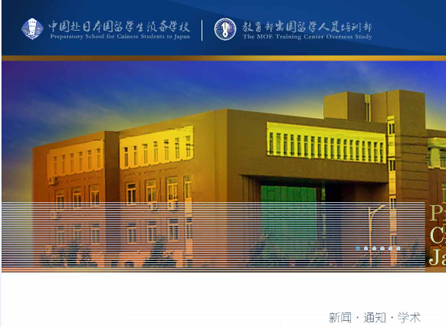 中国赴日本国留学生预备学校
Preparatory School for Chinese Students to Japan
教育部出国留学人员培训部
The MOE Training Center Overseas Study
P
C
Ja
新闻·通知·学术